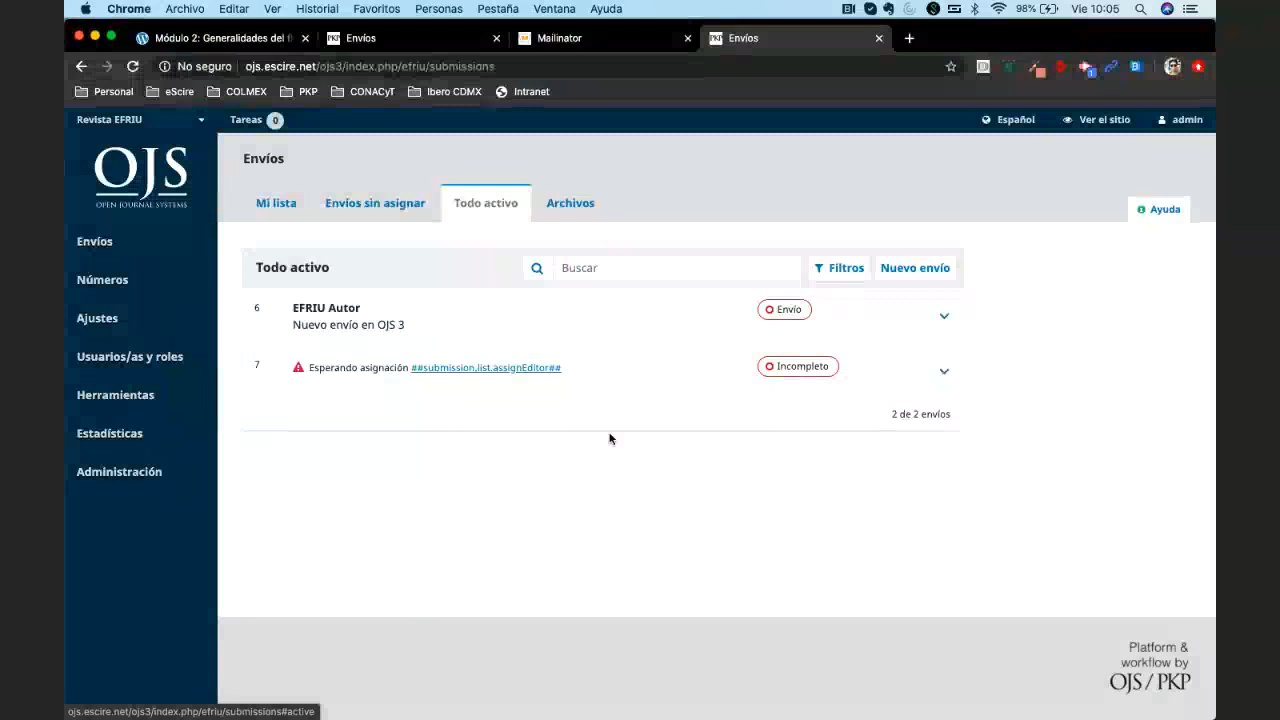 Chrome Archivo Editar Ver Historial Favoritos Personas Pestaña Ventana Ayuda 98% Vie 10:05
Módulo 2: Generalidades del f
PKP Envíos
Mailinator
PKP Envíos
No seguro ojs.escire.net/ojs3/index.php/efriu/submissions
Personal eScire COLMEX PKP CONACyT Ibero CDMX Intranet
Revista EFRIU Tareas 0 Español Ver el sitio admin
OJS
OPEN JOURNAL SYSTEMS
Envíos
Números
Ajustes
Usuarios/as y roles
Herramientas
Estadísticas
Administración
Envíos
Mi lista Envíos sin asignar Todo activo Archivos
Ayuda
Todo activo Buscar Filtros Nuevo envío
6 EFRIU Autor Envío
Nuevo envío en OJS 3
7 Esperando asignación ##submission.list.assignEditor## Incompleto
2 de 2 envíos
Platform &
workflow by
OJS / PKP
ojs.escire.net/ojs3/index.php/efriu/submissions#active